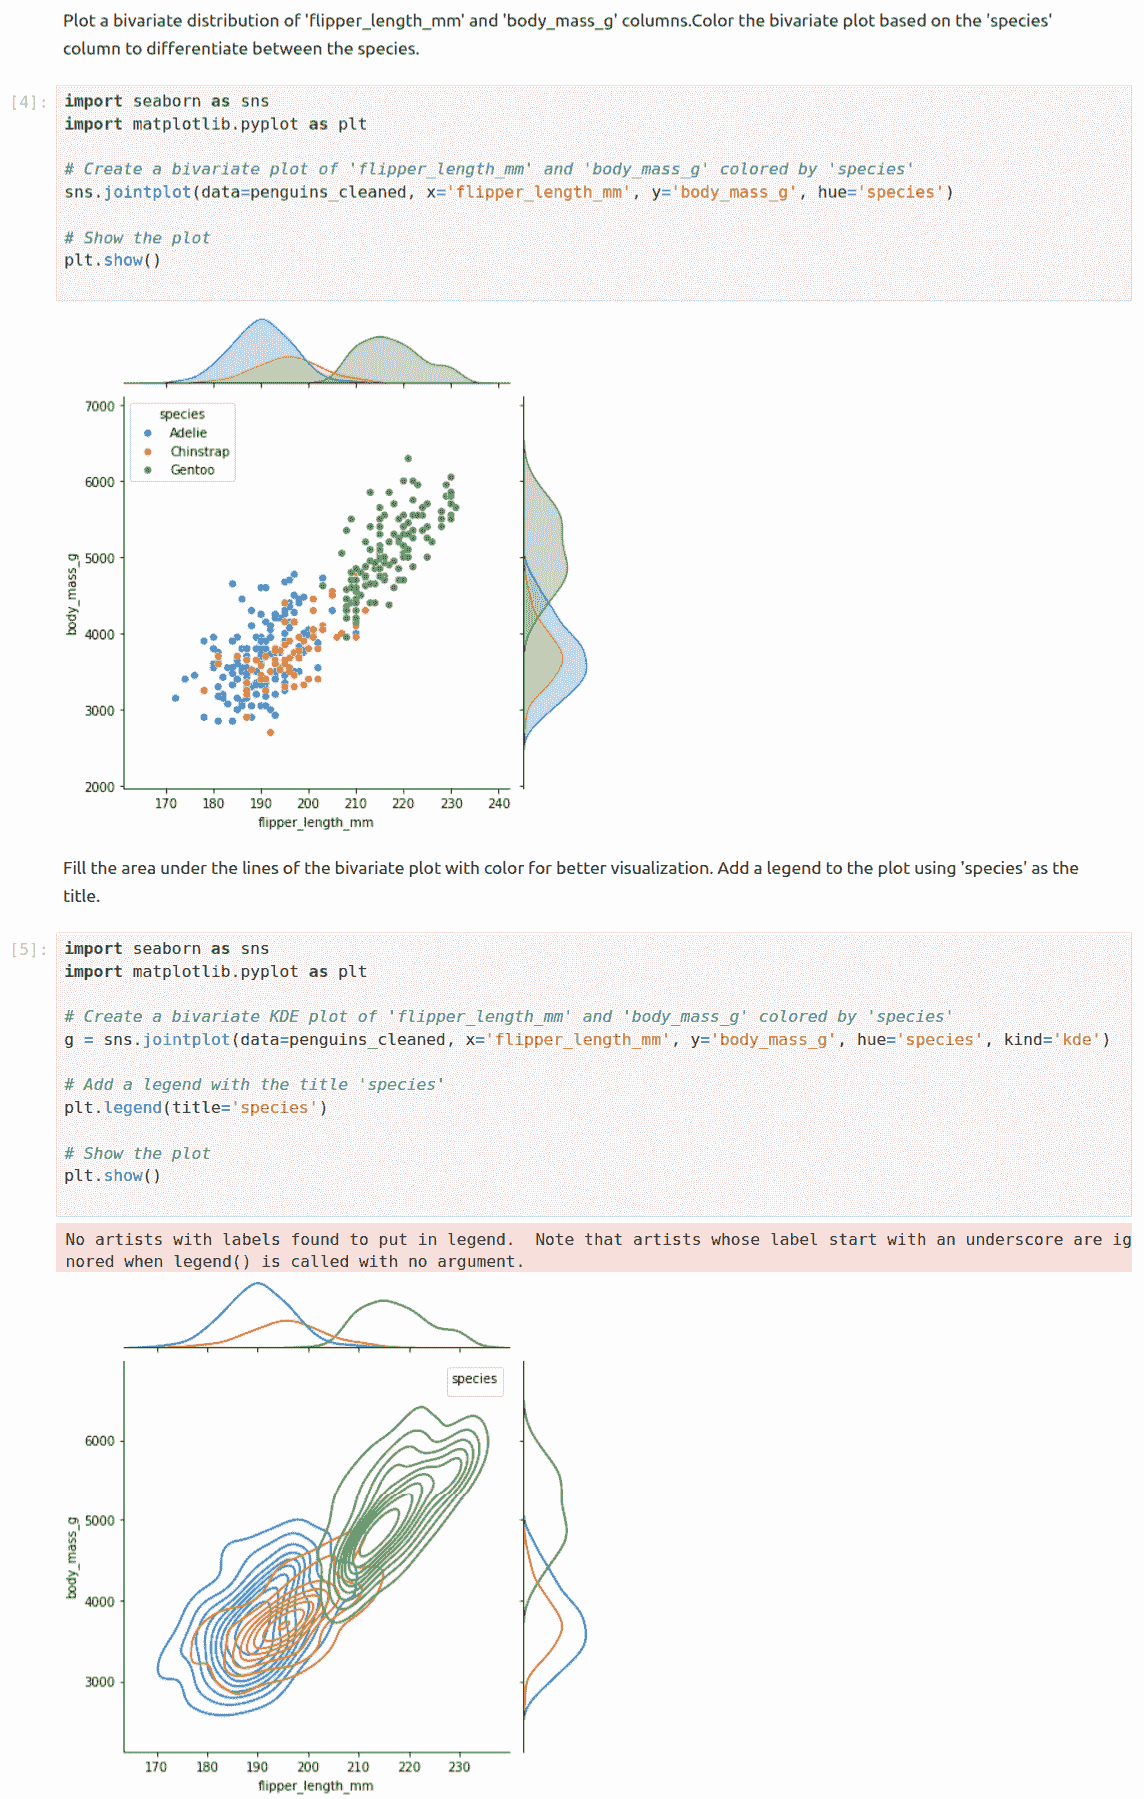 Plot a bivariate distribution of 'flipper_length_mm' and 'body_mass_g' columns.Color the bivariate plot based on the 'species'
column to differentiate between the species.
[4]:
import seaborn as sns
import matplotlib.pyplot as plt
# Create a bivariate plot of 'flipper_length_mm' and 'body_mass_g' colored by 'species'
sns.jointplot(data=penguins_cleaned, x='flipper_length_mm', y='body_mass_g', hue='species')
# Show the plot
plt.show()
7000
species
Adelie
Chinstrap
Gentoo
6000
5000
body_mass_g
4000
3000
2000
170 180 190 200 210 220 230 240
flipper_length_mm
Fill the area under the lines of the bivariate plot with color for better visualization. Add a legend to the plot using 'species' as the
title.
[5]:
import seaborn as sns
import matplotlib.pyplot as plt
# Create a bivariate KDE plot of 'flipper_length_mm' and 'body_mass_g' colored by 'species'
g = sns.jointplot(data=penguins_cleaned, x='flipper_length_mm', y='body_mass_g', hue='species', kind='kde')
# Add a legend with the title 'species'
plt.legend(title='species')
# Show the plot
plt.show()
No artists with labels found to put in legend.  Note that artists whose label start with an underscore are ig
nored when legend() is called with no argument.
species
6000
5000
body_mass_g
4000
3000
170 180 190 200 210 220 230
flipper_length_mm